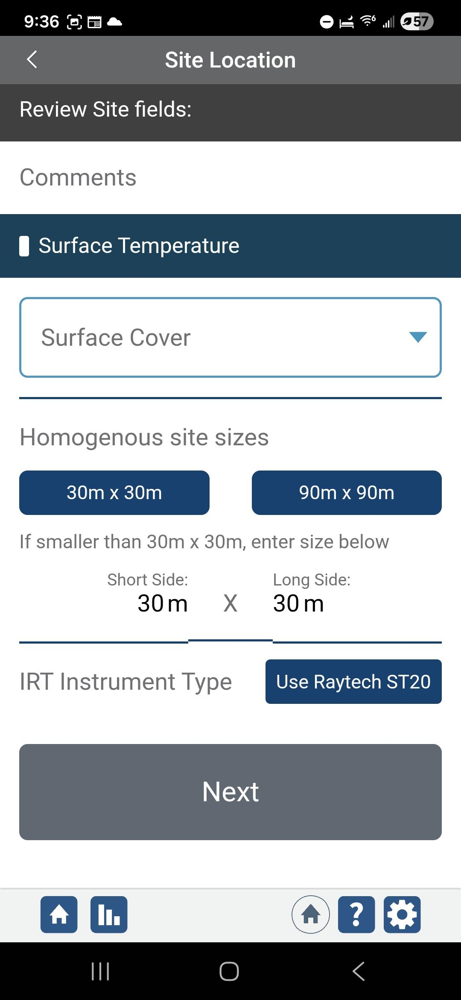 9:36
6
57
Site Location
Review Site fields:
Comments
Surface Temperature
Surface Cover
Homogenous site sizes
30m x 30m
90m x 90m
If smaller than 30m x 30m, enter size below
Short Side:
Long Side:
30 m X 30 m
IRT Instrument Type
Use Raytech ST20
Next
?